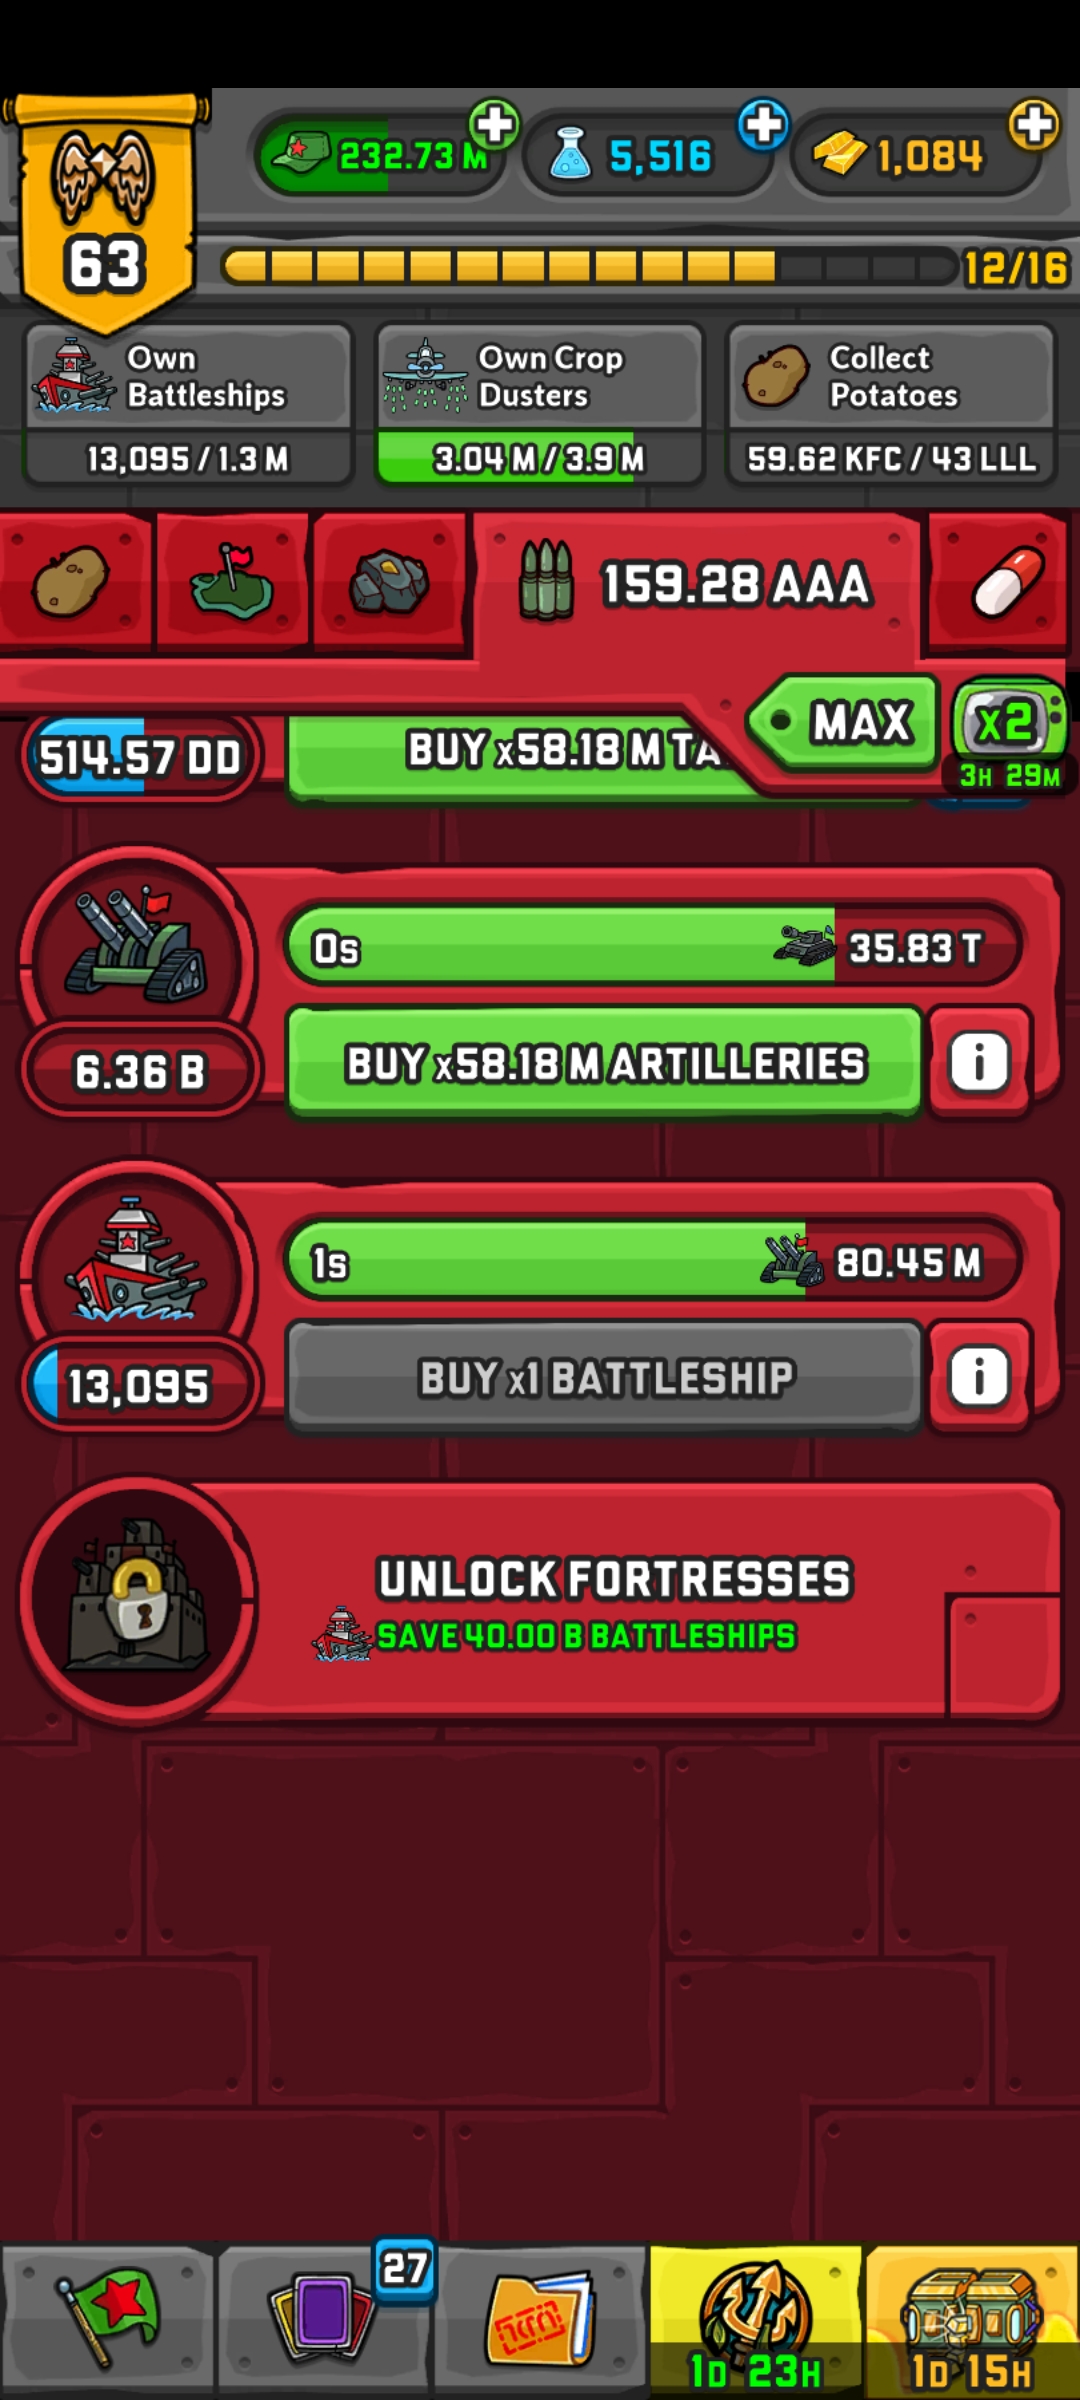 63
232.73 M
5,516
1,084
12/16
Own
Battleships
13,095 / 1.3 M
Own Crop
Dusters
3.04 M / 3.9 M
Collect
Potatoes
59.62 KFC / 43 LLL
159.28 AAA
MAX
x2
3H 29M
514.57 DD
BUY x58.18 M TA
0s
35.83 T
6.36 B
BUY x58.18 M ARTILLERIES
i
1s
80.45 M
13,095
BUY x1 BATTLESHIP
i
UNLOCK FORTRESSES
SAVE 40.00 B BATTLESHIPS
27
1D 23H
1D 15H